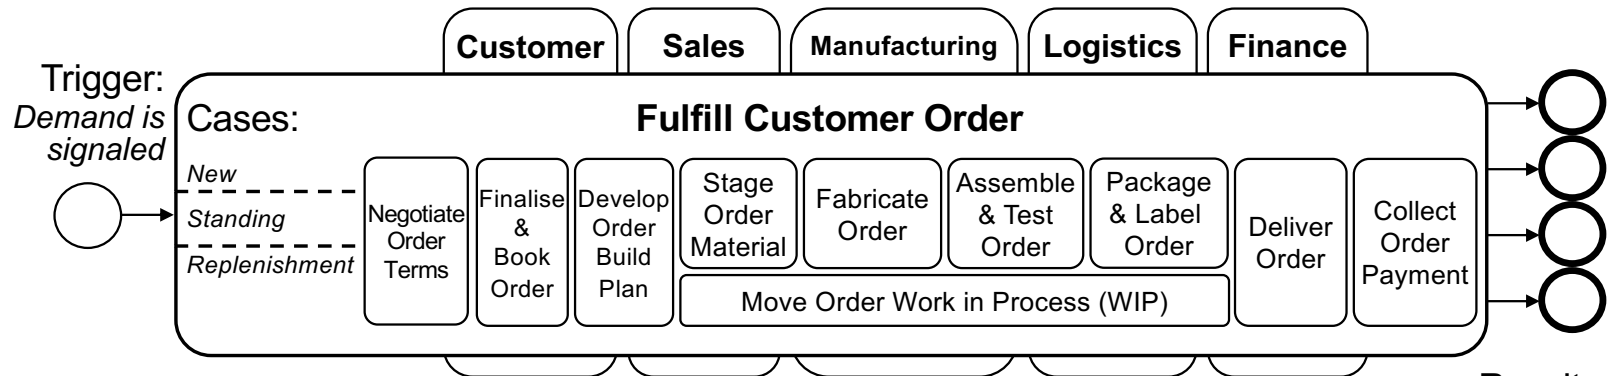 Customer
Sales
Manufacturing
Logistics
Finance
Trigger:
Demand is
signaled
Cases:
Fulfill Customer Order
New
Standing
Replenishment
Negotiate
Order
Terms
Finalise
&
Book
Order
Develop
Order
Build
Plan
Stage
Order
Material
Fabricate
Order
Assemble
& Test
Order
Package
& Label
Order
Move Order Work in Process (WIP)
Deliver
Order
Collect
Order
Payment